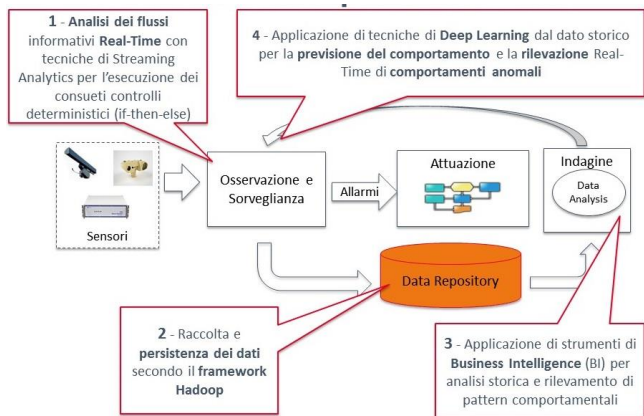 1 - Analisi dei flussi
informativi Real-Time con
tecniche di Streaming
Analytics per l'esecuzione dei
consueti controlli
deterministici (if-then-else)
4 - Applicazione di tecniche di Deep Learning dal dato storico
per la previsione del comportamento e la rilevazione Real-
Time di comportamenti anomali
Sensori
Osservazione e
Sorveglianza
Allarmi
Attuazione
Indagine
Data
Analysis
Data Repository
2 - Raccolta e
persistenza dei dati
secondo il framework
Hadoop
3 - Applicazione di strumenti di
Business Intelligence (BI) per
analisi storica e rilevamento di
pattern comportamentali